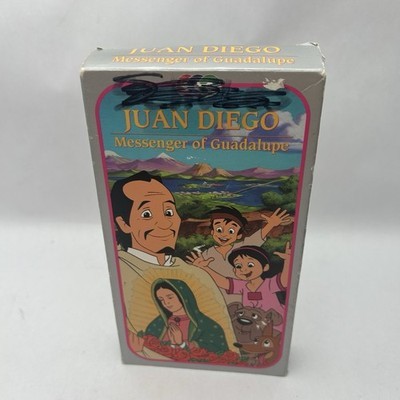 JUAN DIEGO
Messenger of Guadalupe
JUAN DIEGO
Messenger of Guadalupe